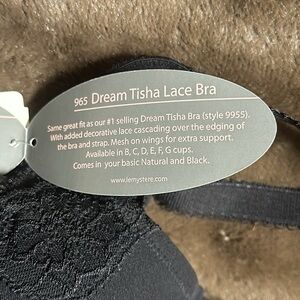 965 Dream Tisha Lace Bra
Same great fit as our #1 selling Dream Tisha Bra (style 9955).
With added decorative lace cascading over the edging of
the bra and strap. Mesh on wings for extra support.
Available in B, C, D, E, F, G cups.
Comes in your basic Natural and Black.
www.lemystere.com